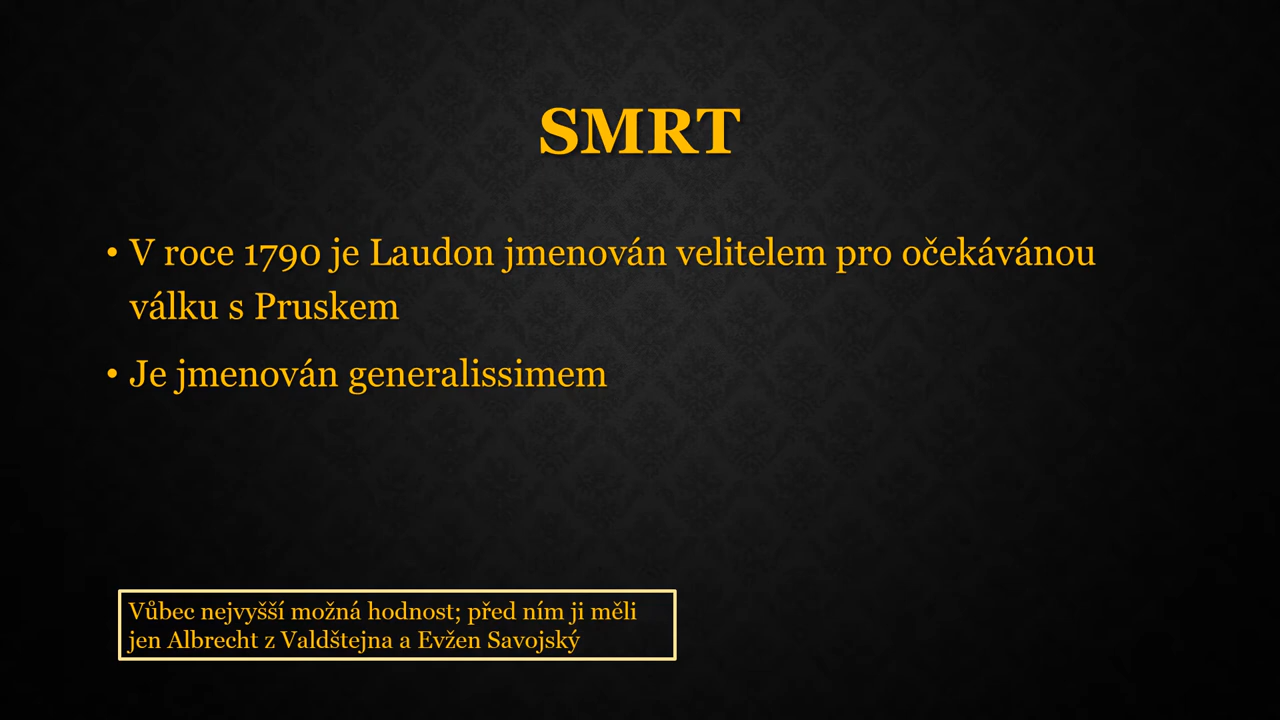 SMRT
• V roce 1790 je Laudon jmenován velitelem pro očekávánou
válku s Pruskem
• Je jmenován generalissimem
Vůbec nejvyšší možná hodnost; před ním ji měli
jen Albrecht z Valdštejna a Evžen Savojský